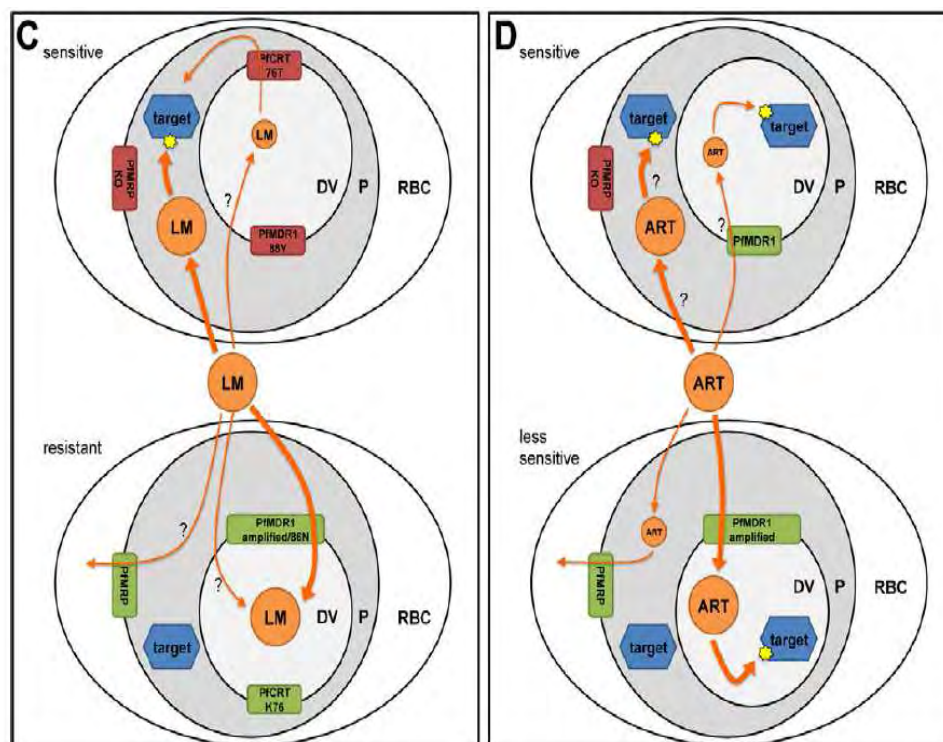 C
sensitive
PfCRT
76T
target
LM
PfMRP
KO
?
DV
P
RBC
LM
PfMDR1
86Y
LM
resistant
?
PfMDR1
amplified/86N
PfMRP
?
LM
DV
P
RBC
target
PfCRT
K76
D
sensitive
target
ART
target
PfMRP
KO
?
DV
P
RBC
ART
?
PfMDR1
?
ART
less
sensitive
ART
PfMDR1
amplified
PfMRP
DV
P
RBC
ART
target
target